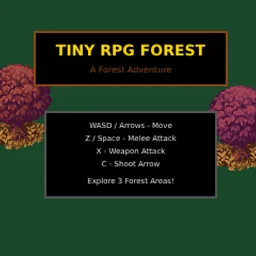 TINY RPG FOREST
A Forest Adventure
WASD / Arrows - Move
Z / Space - Melee Attack
X - Weapon Attack
C - Shoot Arrow
Explore 3 Forest Areas!